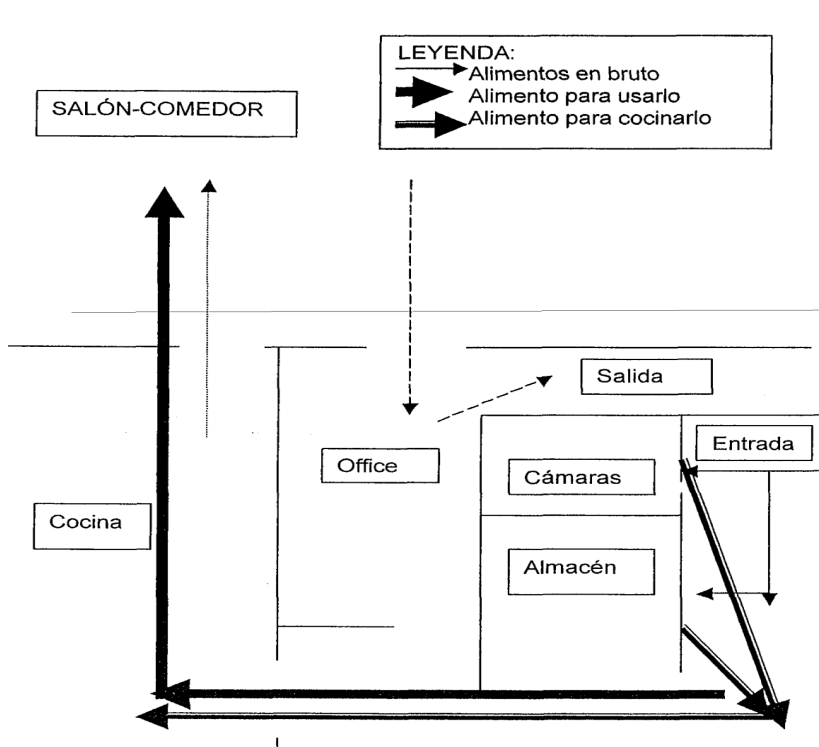 LEYENDA:
Alimentos en bruto
Alimento para usarlo
Alimento para cocinarlo
SALÓN-COMEDOR
Salida
Entrada
Office
Cámaras
Cocina
Almacén